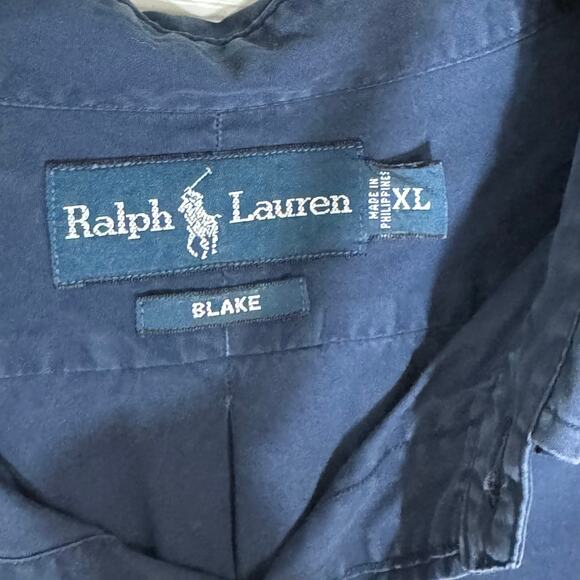 Ralph Lauren
MADE IN
PHILIPPINES
XL
BLAKE